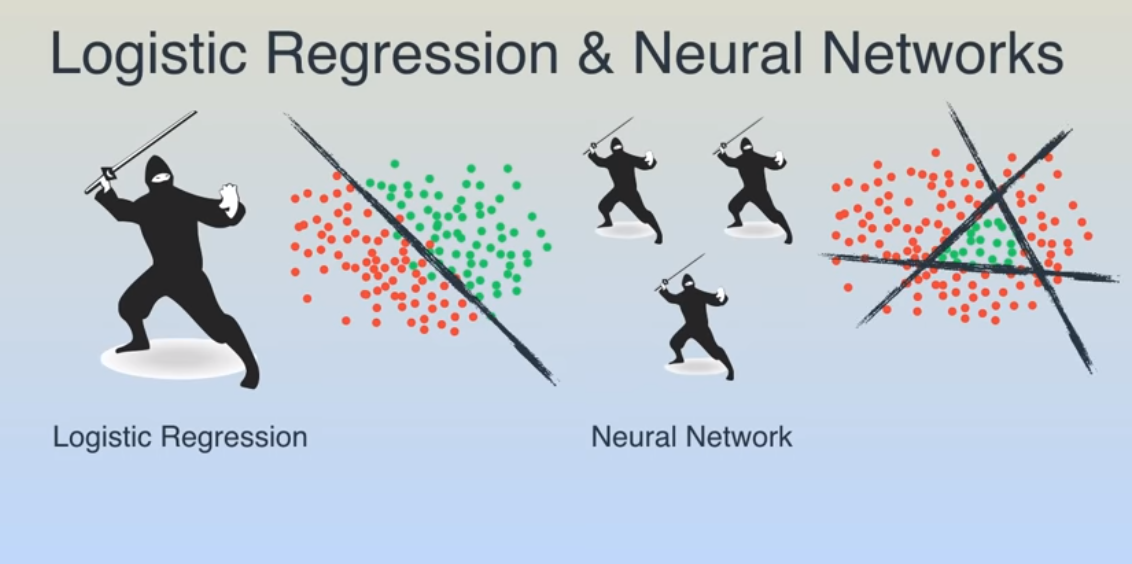 Logistic Regression & Neural Networks
Logistic Regression
Neural Network